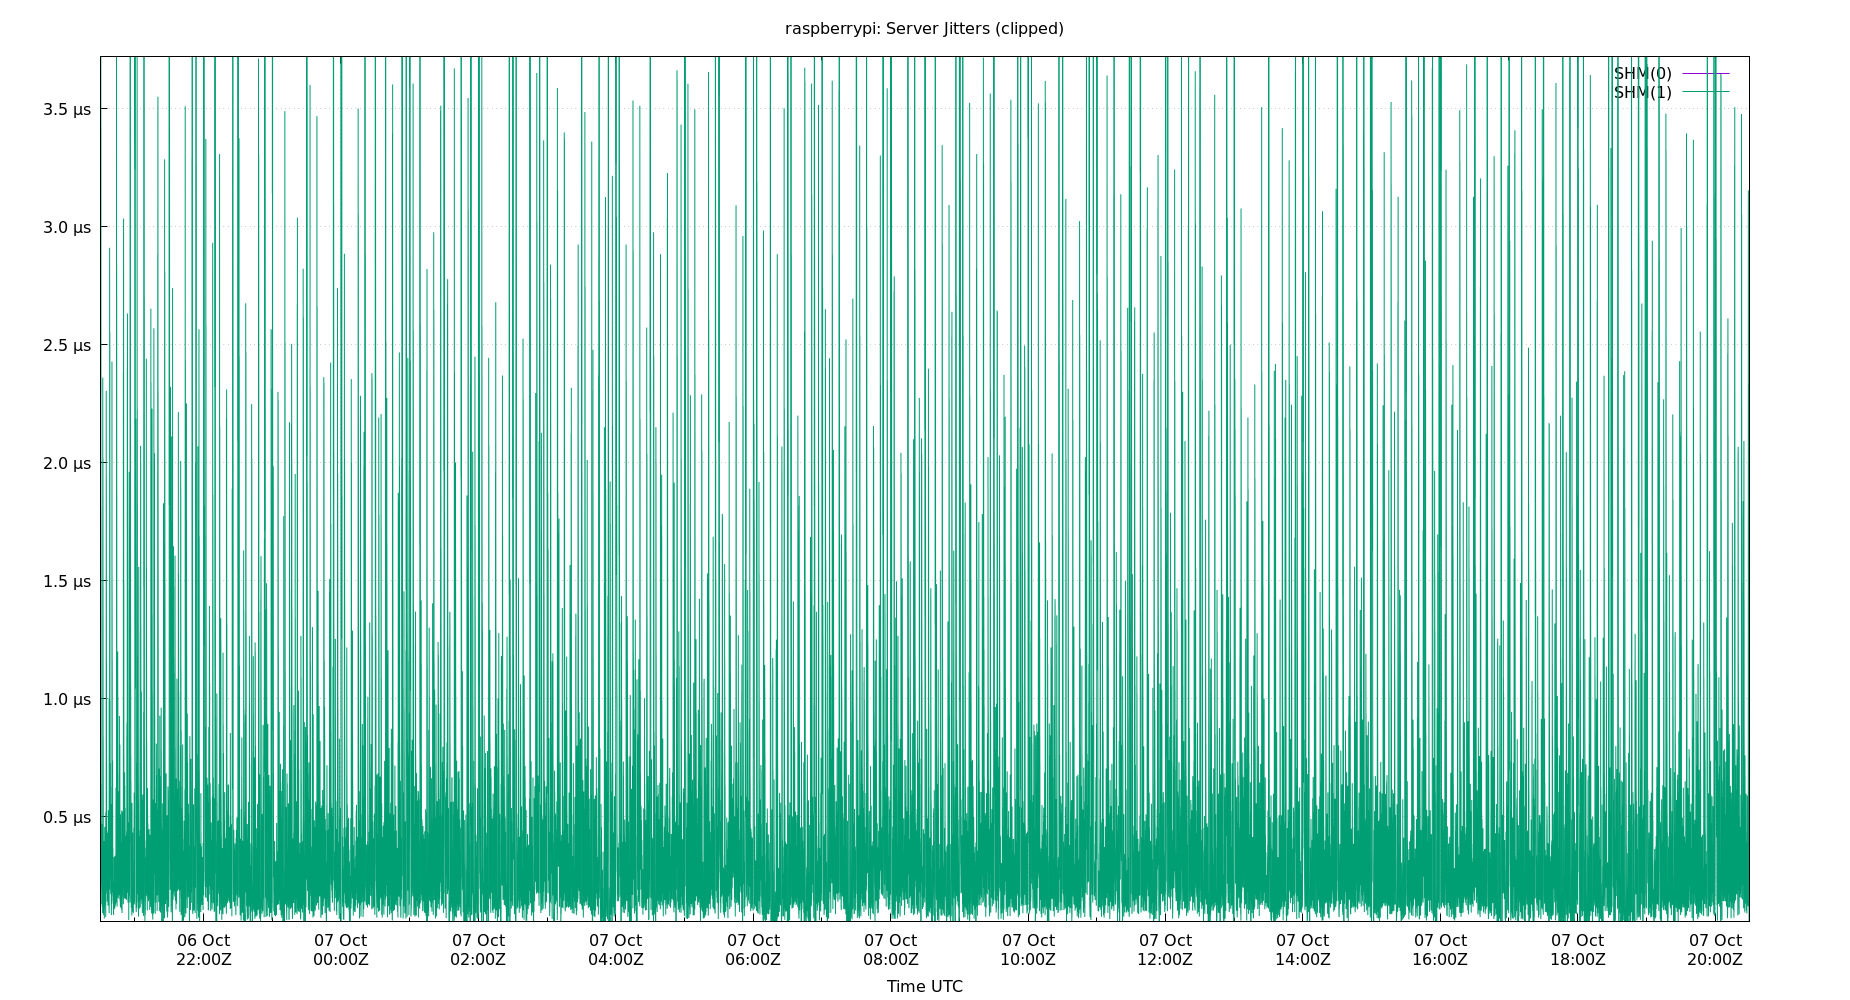 raspberrypi: Server Jitters (clipped)
SHM(0)
SHM(1)
3.5 µs
3.0 µs
2.5 µs
2.0 µs
1.5 µs
1.0 µs
0.5 µs
06 Oct 07 Oct 07 Oct 07 Oct 07 Oct 07 Oct 07 Oct 07 Oct 07 Oct 07 Oct 07 Oct 07 Oct
22:00Z 00:00Z 02:00Z 04:00Z 06:00Z 08:00Z 10:00Z 12:00Z 14:00Z 16:00Z 18:00Z 20:00Z
Time UTC